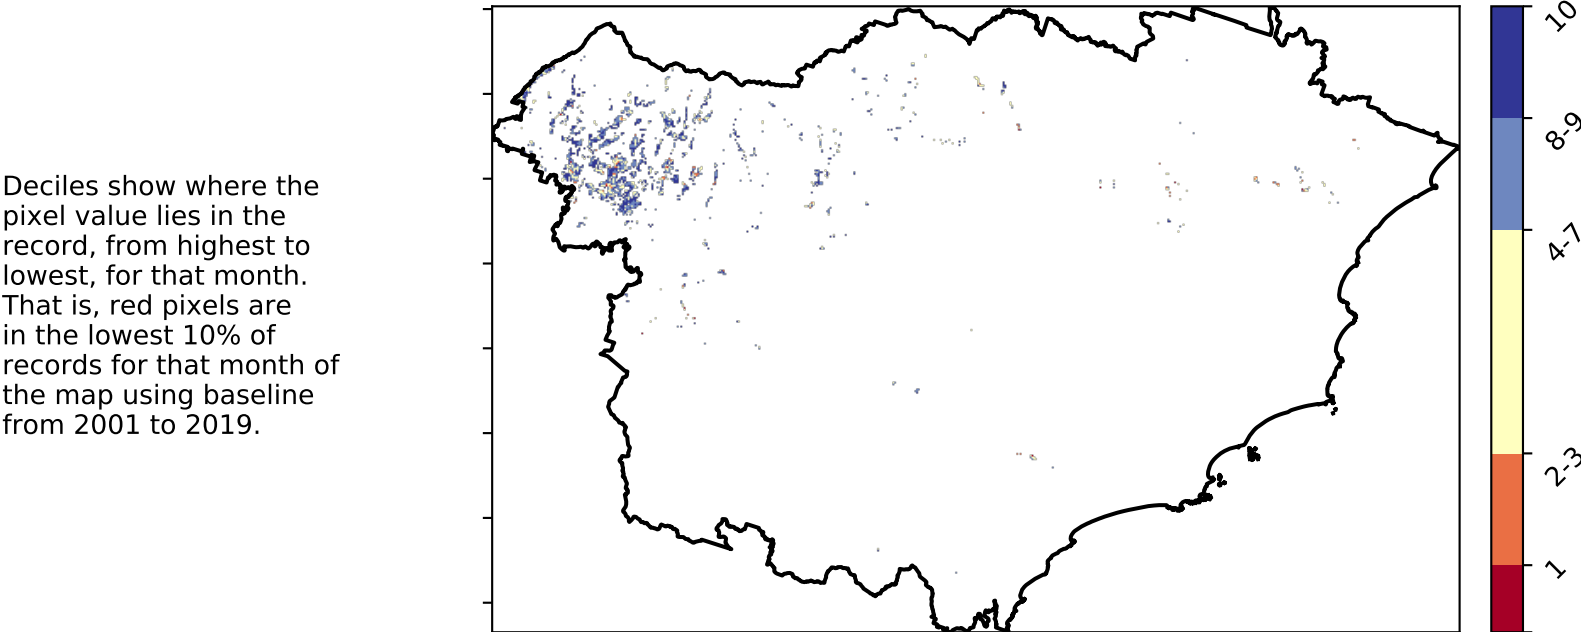 Deciles show where the
pixel value lies in the
record, from highest to
lowest, for that month.
That is, red pixels are
in the lowest 10% of
records for that month of
the map using baseline
from 2001 to 2019.
10
8-9
4-7
2-3
1